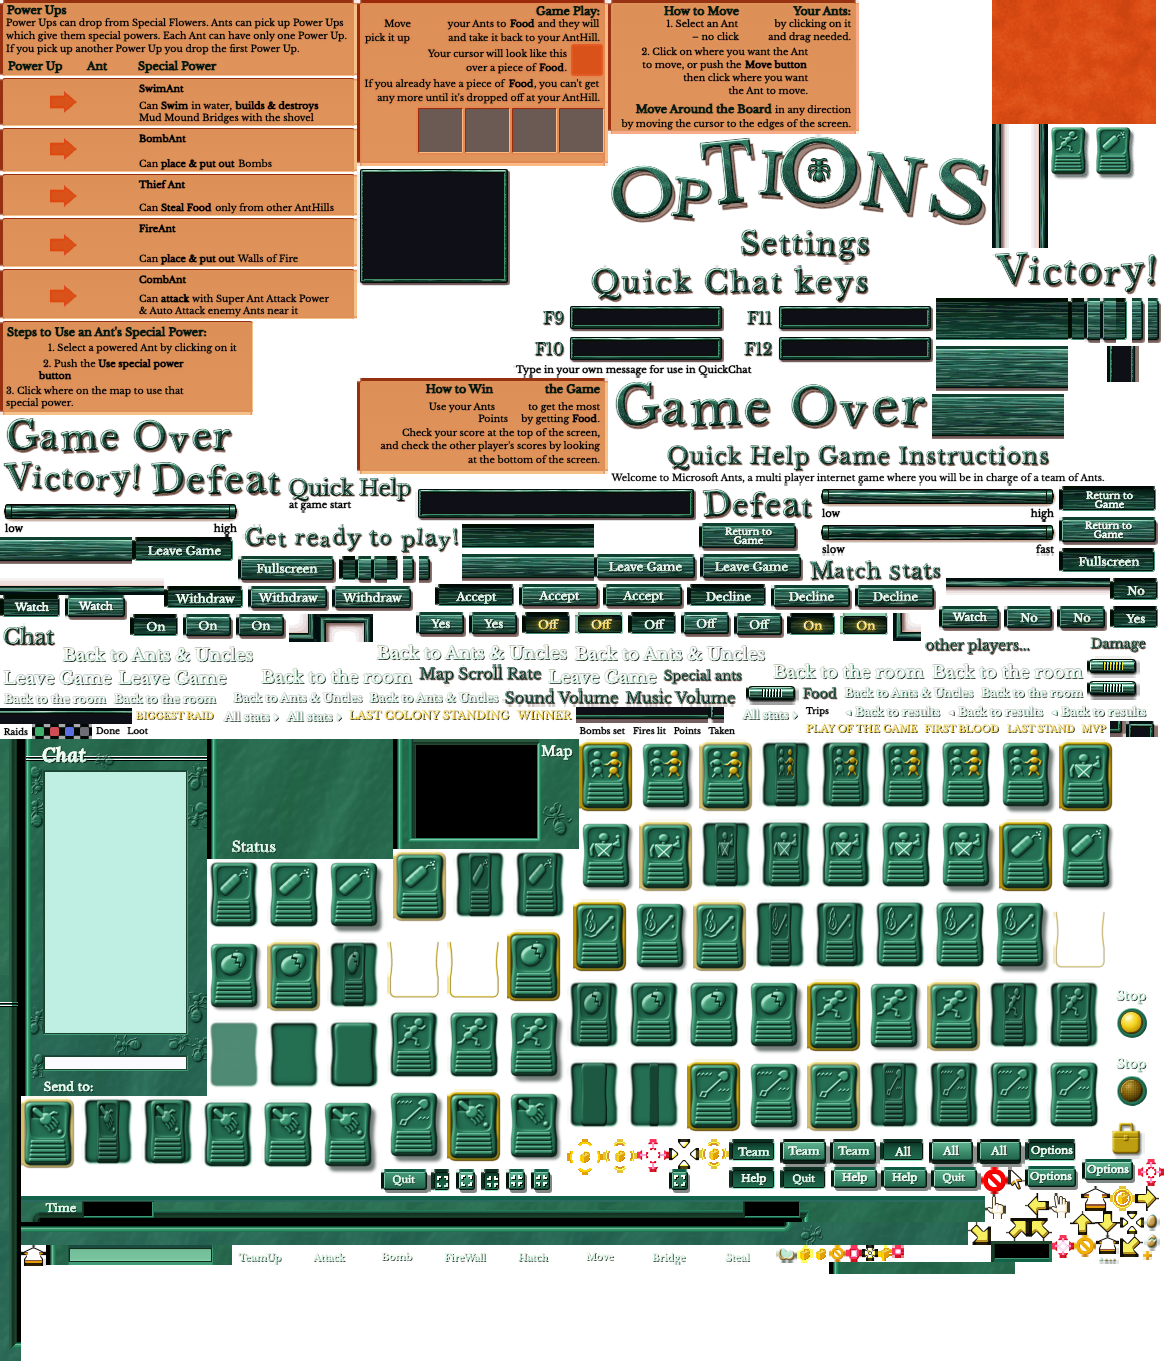 Power Ups
Power Ups can drop from Special Flowers. Ants can pick up Power Ups
which give them special powers. Each Ant can have only one Power Up.
If you pick up another Power Up you drop the first Power Up.
Power Up Ant Special Power
SwimAnt
Can Swim in water, builds & destroys
Mud Mound Bridges with the shovel
BombAnt
Can place & put out Bombs
Thief Ant
Can Steal Food only from other AntHills
FireAnt
Can place & put out Walls of Fire
CombAnt
Can attack with Super Ant Attack Power
& Auto Attack enemy Ants near it
Steps to Use an Ant's Special Power:
1. Select a powered Ant by clicking on it
2. Push the Use special power
button
3. Click where on the map to use that
special power.
Game Play:
Move your Ants to Food and they will
pick it up and take it back to your AntHill.
Your cursor will look like this
over a piece of Food.
If you already have a piece of Food, you can't get
any more until it's dropped off at your AntHill.
How to Move Your Ants:
1. Select an Ant by clicking on it
– no click and drag needed.
2. Click on where you want the Ant
to move, or push the Move button
then click where you want
the Ant to move.
Move Around the Board in any direction
by moving the cursor to the edges of the screen.
OPTIONS
Settings
Quick Chat keys
Victory!
F9 F11
F10 F12
Type in your own message for use in QuickChat
How to Win the Game
Use your Ants to get the most
Points by getting Food.
Check your score at the top of the screen,
and check the other player's scores by looking
at the bottom of the screen.
Game Over
Game Over
Quick Help Game Instructions
Welcome to Microsoft Ants, a multi player internet game where you will be in charge of a team of Ants.
Victory! Defeat Quick Help
at game start
Defeat
low high
low high
Return to
Game
Return to
Game
Return to
Game
Get ready to play!
slow fast
Leave Game
Fullscreen
Leave Game Leave Game
Match Stats
Fullscreen
Withdraw Withdraw Withdraw
Accept Accept Accept Decline Decline Decline
No
Watch Watch
On On On
Yes Yes Off Off Off Off Off On On
Watch No No Yes
Chat
Back to Ants & Uncles
Back to Ants & Uncles Back to Ants & Uncles
other players...
Damage
Leave Game Leave Game
Back to the room
Map Scroll Rate
Leave Game
Special ants
Back to the room Back to the room
Back to the room Back to the room
Back to Ants & Uncles Back to Ants & Uncles
Sound Volume Music Volume
Food
Back to Ants & Uncles Back to the room
BIGGEST RAID
All stats › All stats ›
LAST COLONY STANDING WINNER
All stats ›
Trips
◂ Back to results ◂ Back to results ◂ Back to results
Raids Done Loot
Bombs set Fires lit Points Taken
PLAY OF THE GAME FIRST BLOOD LAST STAND MVP
Chat
Map
Status
Stop
Stop
Send to:
Team Team Team All All All Options
Quit
Help Quit Help Help Quit Options Options
Time
TeamUp Attack Bomb FireWall Hatch Move Bridge Steal